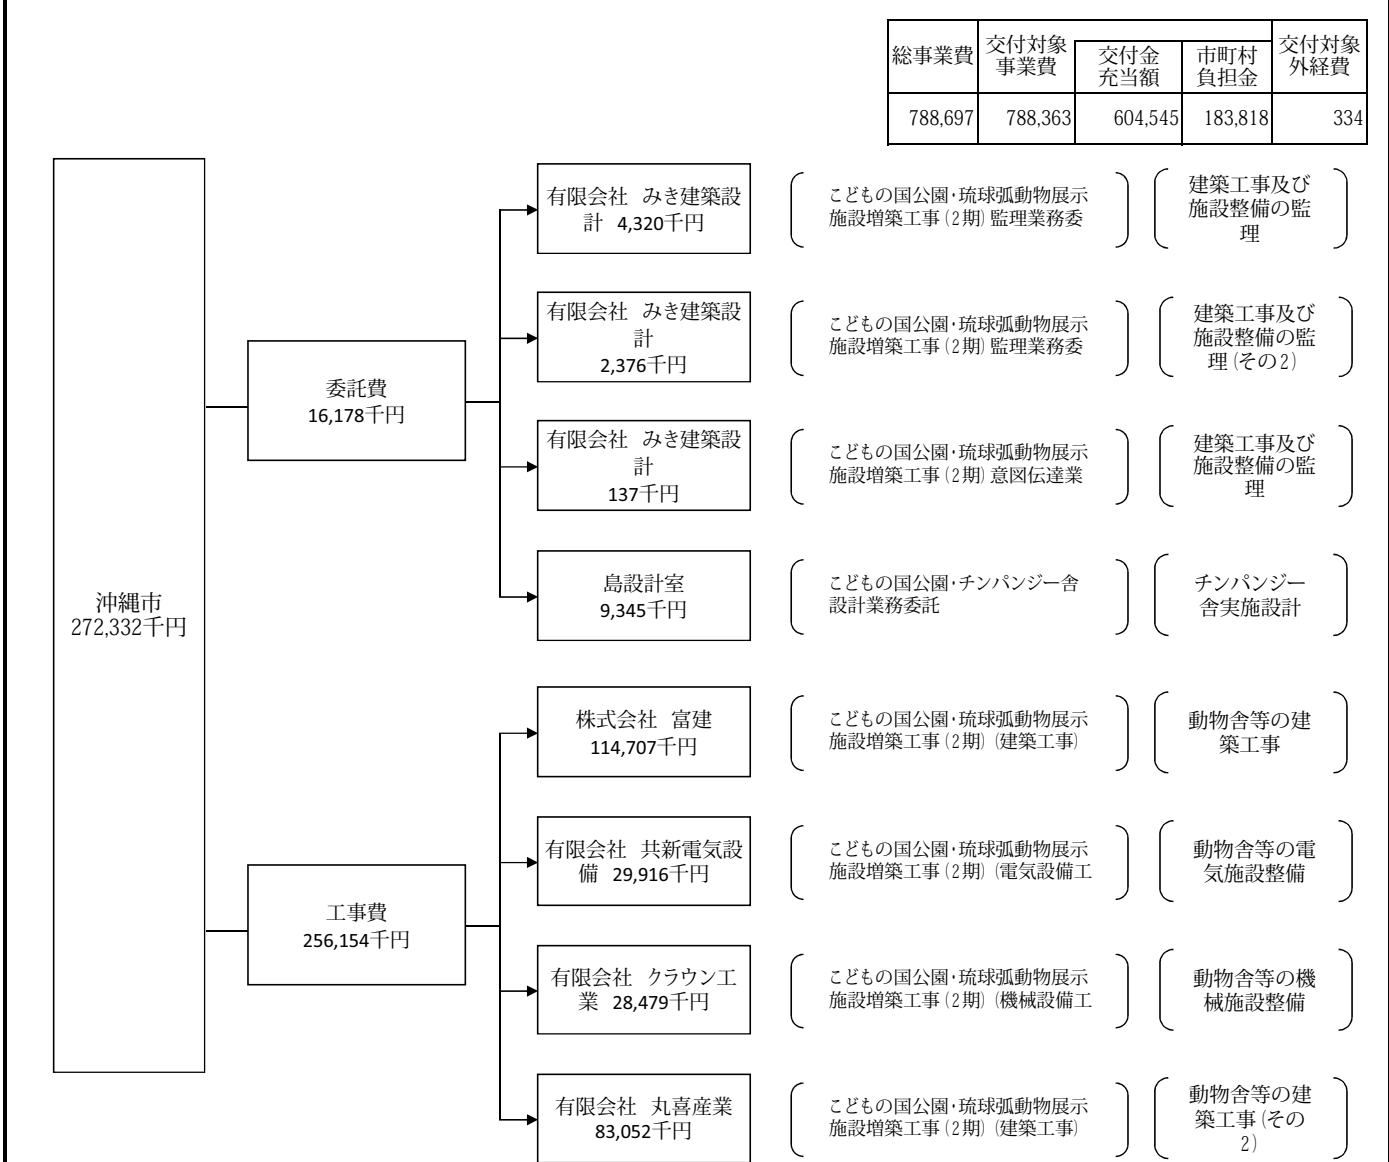 総事業費
交付対象
事業費
交付金
充当額
市町村
負担金
交付対象
外経費
788,697
788,363
604,545
183,818
334
沖縄市
272,332千円
委託費
16,178千円
有限会社 みき建築設
計 4,320千円
こどもの国公園・琉球弧動物展示
施設増築工事(2期)監理業務委
建築工事及び
施設整備の監
理
有限会社 みき建築設
計
2,376千円
こどもの国公園・琉球弧動物展示
施設増築工事(2期)監理業務委
建築工事及び
施設整備の監
理(その2)
有限会社 みき建築設
計
137千円
こどもの国公園・琉球弧動物展示
施設増築工事(2期)意図伝達業
建築工事及び
施設整備の監
理
島設計室
9,345千円
こどもの国公園・チンパンジー舎
設計業務委託
チンパンジー
舎実施設計
工事費
256,154千円
株式会社 富建
114,707千円
こどもの国公園・琉球弧動物展示
施設増築工事(2期)(建築工事)
動物舎等の建
築工事
有限会社 共新電気設
備 29,916千円
こどもの国公園・琉球弧動物展示
施設増築工事(2期)(電気設備工
動物舎等の電
気施設整備
有限会社 クラウン工
業 28,479千円
こどもの国公園・琉球弧動物展示
施設増築工事(2期)(機械設備工
動物舎等の機
械施設整備
有限会社 丸喜産業
83,052千円
こどもの国公園・琉球弧動物展示
施設増築工事(2期)(建築工事)
動物舎等の建
築工事(その
2)